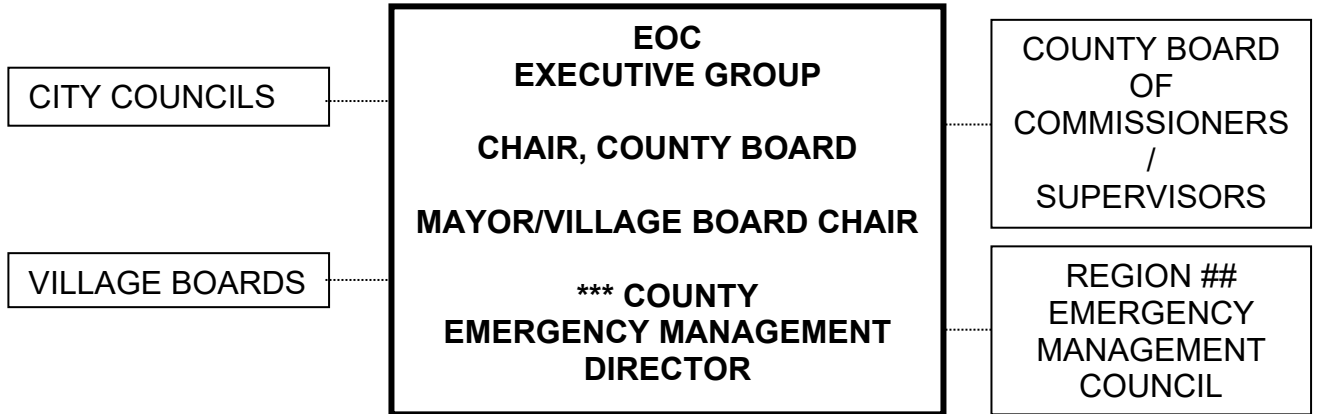 CITY COUNCILS
VILLAGE BOARDS
EOC
EXECUTIVE GROUP
CHAIR, COUNTY BOARD
MAYOR/VILLAGE BOARD CHAIR
*** COUNTY
EMERGENCY MANAGEMENT
DIRECTOR
COUNTY BOARD
OF
COMMISSIONERS
/
SUPERVISORS
REGION ##
EMERGENCY
MANAGEMENT
COUNCIL